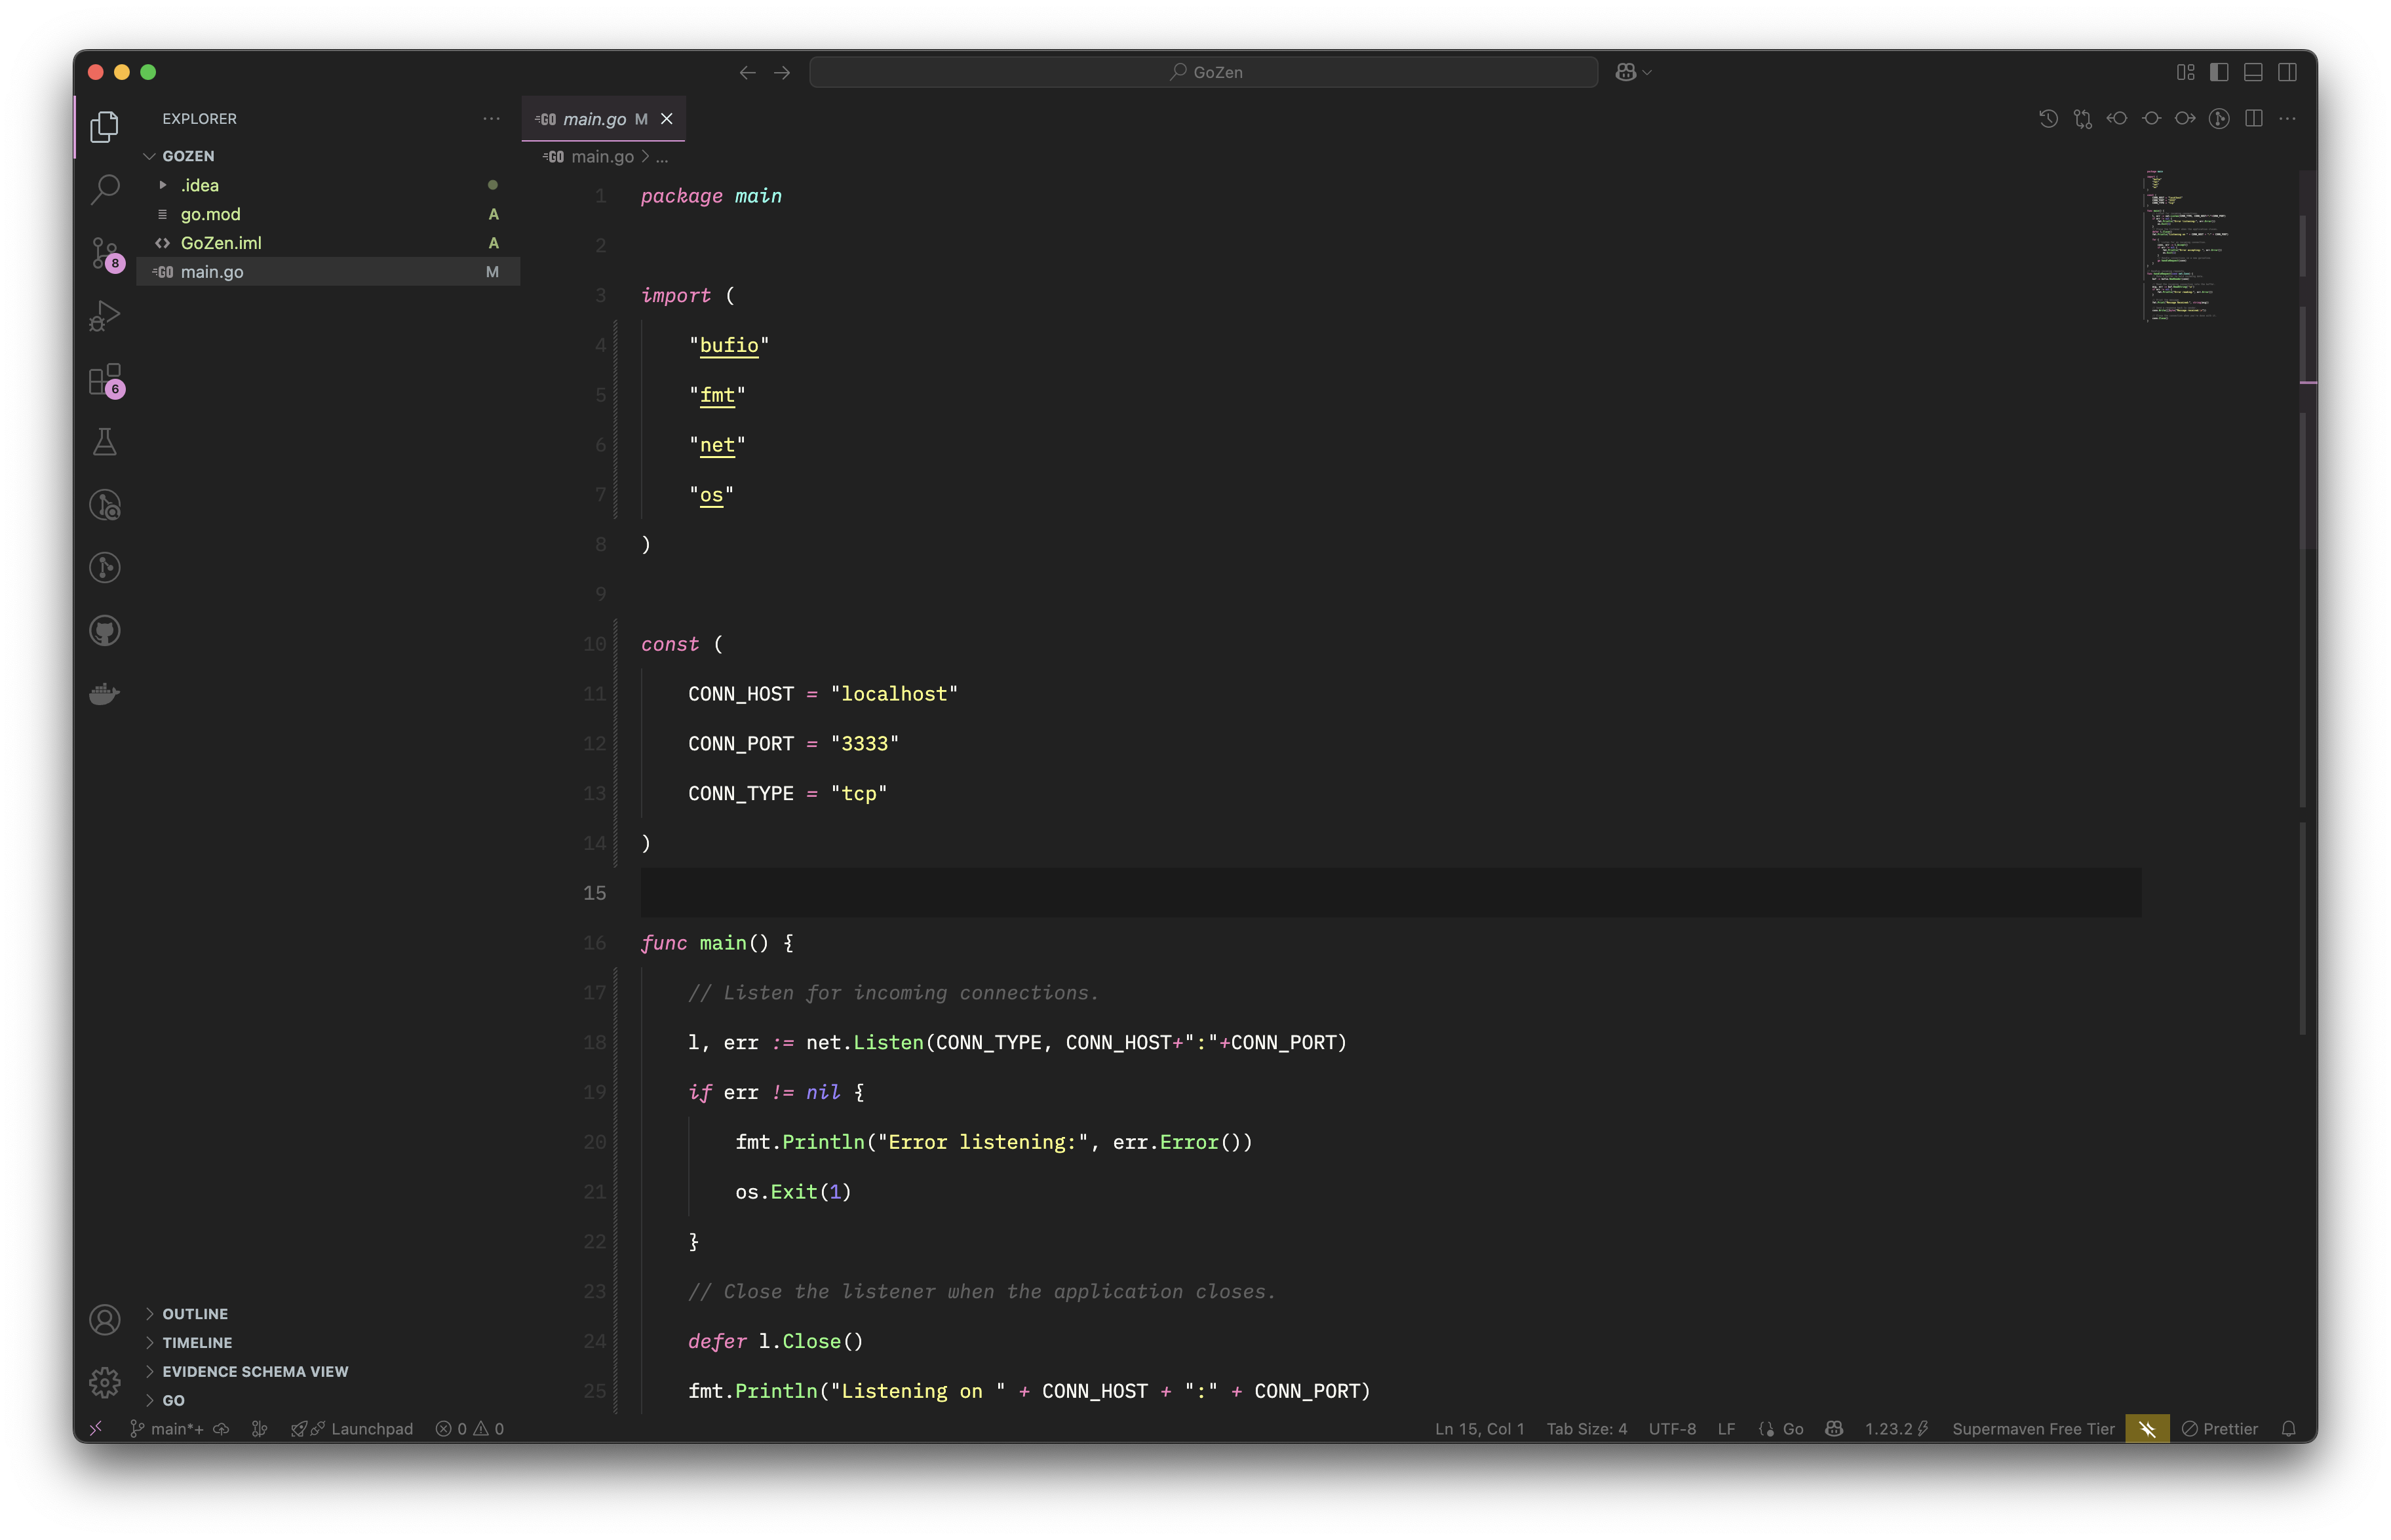 GoZen
EXPLORER
GOZEN
.idea
go.mod A
GoZen.iml A
GO main.go M
OUTLINE
TIMELINE
EVIDENCE SCHEMA VIEW
GO
8
6
GO main.go M
GO main.go > ...
1 package main
2
3 import (
4 "bufio"
5 "fmt"
6 "net"
7 "os"
8 )
9
10 const (
11 CONN_HOST = "localhost"
12 CONN_PORT = "3333"
13 CONN_TYPE = "tcp"
14 )
15
16 func main() {
17 // Listen for incoming connections.
18 l, err := net.Listen(CONN_TYPE, CONN_HOST+":"+CONN_PORT)
19 if err != nil {
20 fmt.Println("Error listening:", err.Error())
21 os.Exit(1)
22 }
23 // Close the listener when the application closes.
24 defer l.Close()
25 fmt.Println("Listening on " + CONN_HOST + ":" + CONN_PORT)
main*+ Launchpad 0 0 Ln 15, Col 1 Tab Size: 4 UTF-8 LF Go 1.23.2 Supermaven Free Tier Prettier